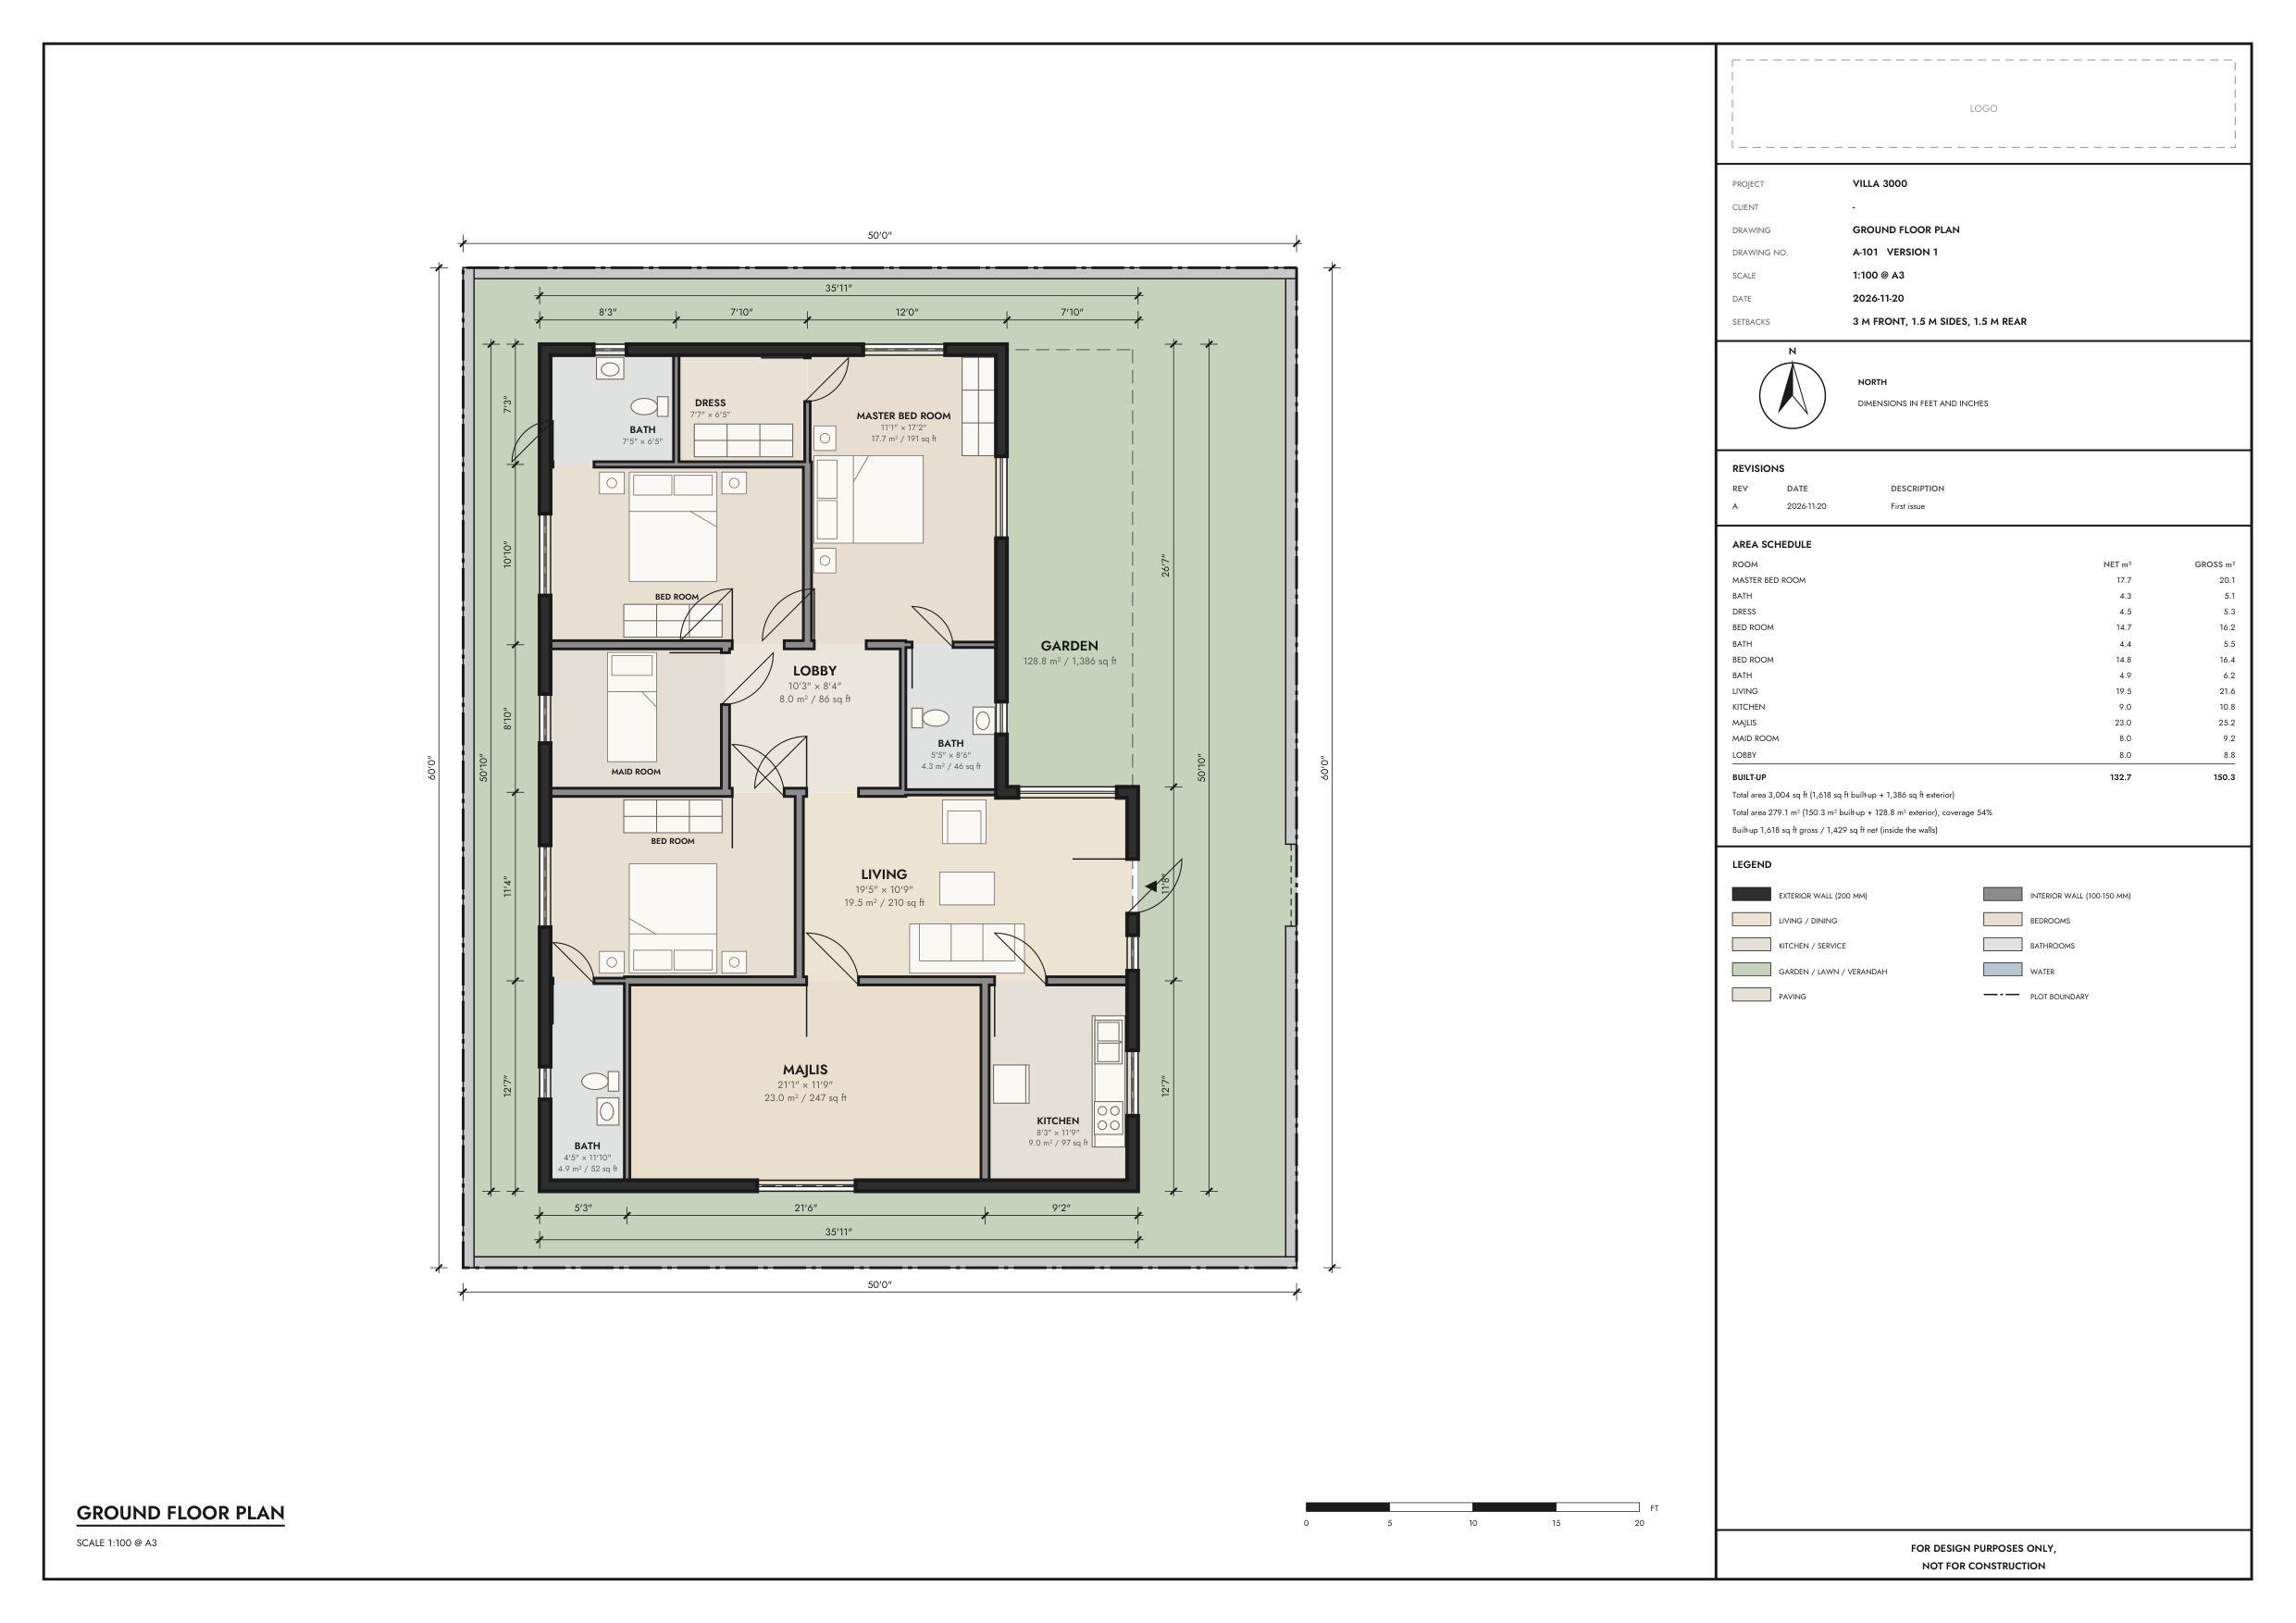 LOGO
PROJECT VILLA 3000
CLIENT -
DRAWING GROUND FLOOR PLAN
DRAWING NO. A-101 VERSION 1
SCALE 1:100 @ A3
DATE 2026-11-20
SETBACKS 3 M FRONT, 1.5 M SIDES, 1.5 M REAR
N
NORTH
DIMENSIONS IN FEET AND INCHES
REVISIONS
REV DATE DESCRIPTION
A 2026-11-20 First issue
AREA SCHEDULE
ROOM NET m² GROSS m²
MASTER BED ROOM 17.7 20.1
BATH 4.3 5.1
DRESS 4.5 5.3
BED ROOM 14.7 16.2
BATH 4.4 5.5
BED ROOM 14.8 16.4
BATH 4.9 6.2
LIVING 19.5 21.6
KITCHEN 9.0 10.8
MAJLIS 23.0 25.2
MAID ROOM 8.0 9.2
LOBBY 8.0 8.8
BUILT-UP 132.7 150.3
Total area 3,004 sq ft (1,618 sq ft built-up + 1,386 sq ft exterior)
Total area 279.1 m² (150.3 m² built-up + 128.8 m² exterior), coverage 54%
Built-up 1,618 sq ft gross / 1,429 sq ft net (inside the walls)
LEGEND
EXTERIOR WALL (200 MM) INTERIOR WALL (100-150 MM)
LIVING / DINING BEDROOMS
KITCHEN / SERVICE BATHROOMS
GARDEN / LAWN / VERANDAH WATER
PAVING PLOT BOUNDARY
FOR DESIGN PURPOSES ONLY,
NOT FOR CONSTRUCTION
50'0"
35'11"
8'3" 7'10" 12'0" 7'10"
7'3"
10'10"
8'10"
11'4"
12'7"
50'10"
60'0"
26'7"
11'8"
12'7"
50'10"
60'0"
BATH
7'5" × 6'5"
DRESS
7'7" × 6'5"
MASTER BED ROOM
11'1" × 17'2"
17.7 m² / 191 sq ft
BED ROOM
GARDEN
128.8 m² / 1,386 sq ft
LOBBY
10'3" × 8'4"
8.0 m² / 86 sq ft
MAID ROOM
BATH
5'5" × 8'6"
4.3 m² / 46 sq ft
BED ROOM
LIVING
19'5" × 10'9"
19.5 m² / 210 sq ft
MAJLIS
21'1" × 11'9"
23.0 m² / 247 sq ft
KITCHEN
8'3" × 11'9"
9.0 m² / 97 sq ft
BATH
4'5" × 11'10"
4.9 m² / 52 sq ft
5'3" 21'6" 9'2"
35'11"
50'0"
GROUND FLOOR PLAN
SCALE 1:100 @ A3
FT
0 5 10 15 20